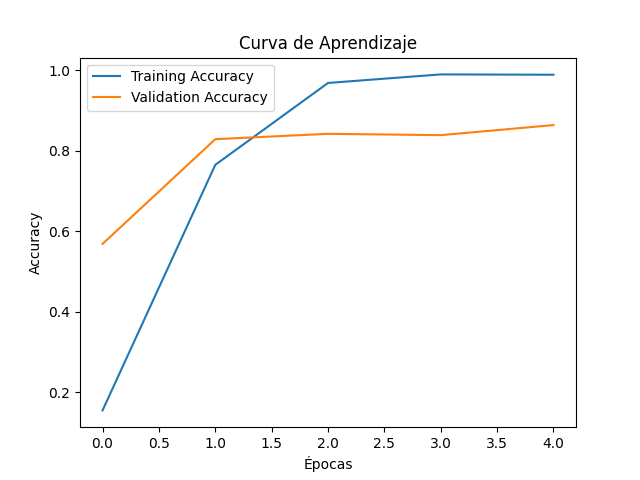 Curva de Aprendizaje
Training Accuracy
Validation Accuracy
1.0
0.8
0.6
0.4
0.2
Accuracy
0.0 0.5 1.0 1.5 2.0 2.5 3.0 3.5 4.0
Épocas